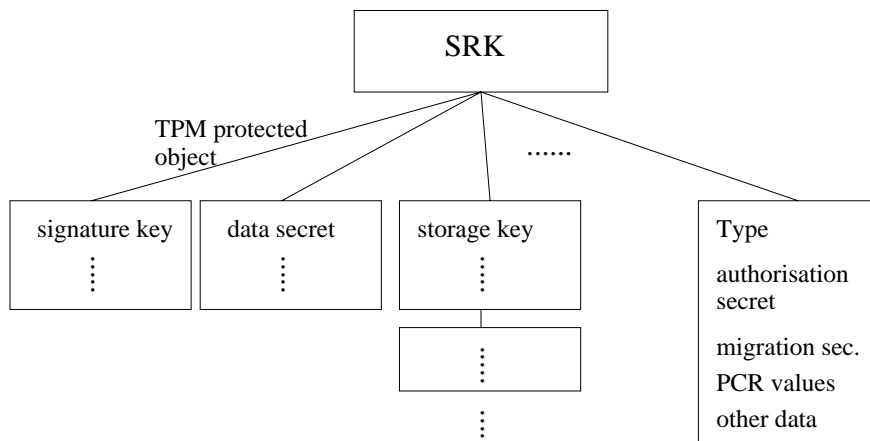 SRK
TPM protected
object
......
signature key
data secret
storage key
Type
authorisation
secret
migration sec.
PCR values
other data